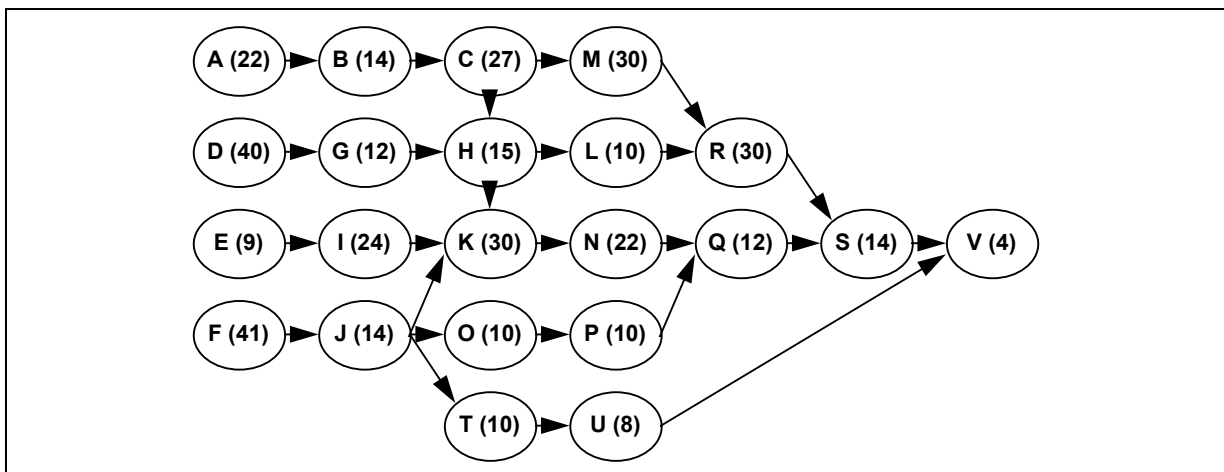 A (22) B (14) C (27) M (30)
D (40) G (12) H (15) L (10) R (30)
E (9) I (24) K (30) N (22) Q (12) S (14) V (4)
F (41) J (14) O (10) P (10)
T (10) U (8)